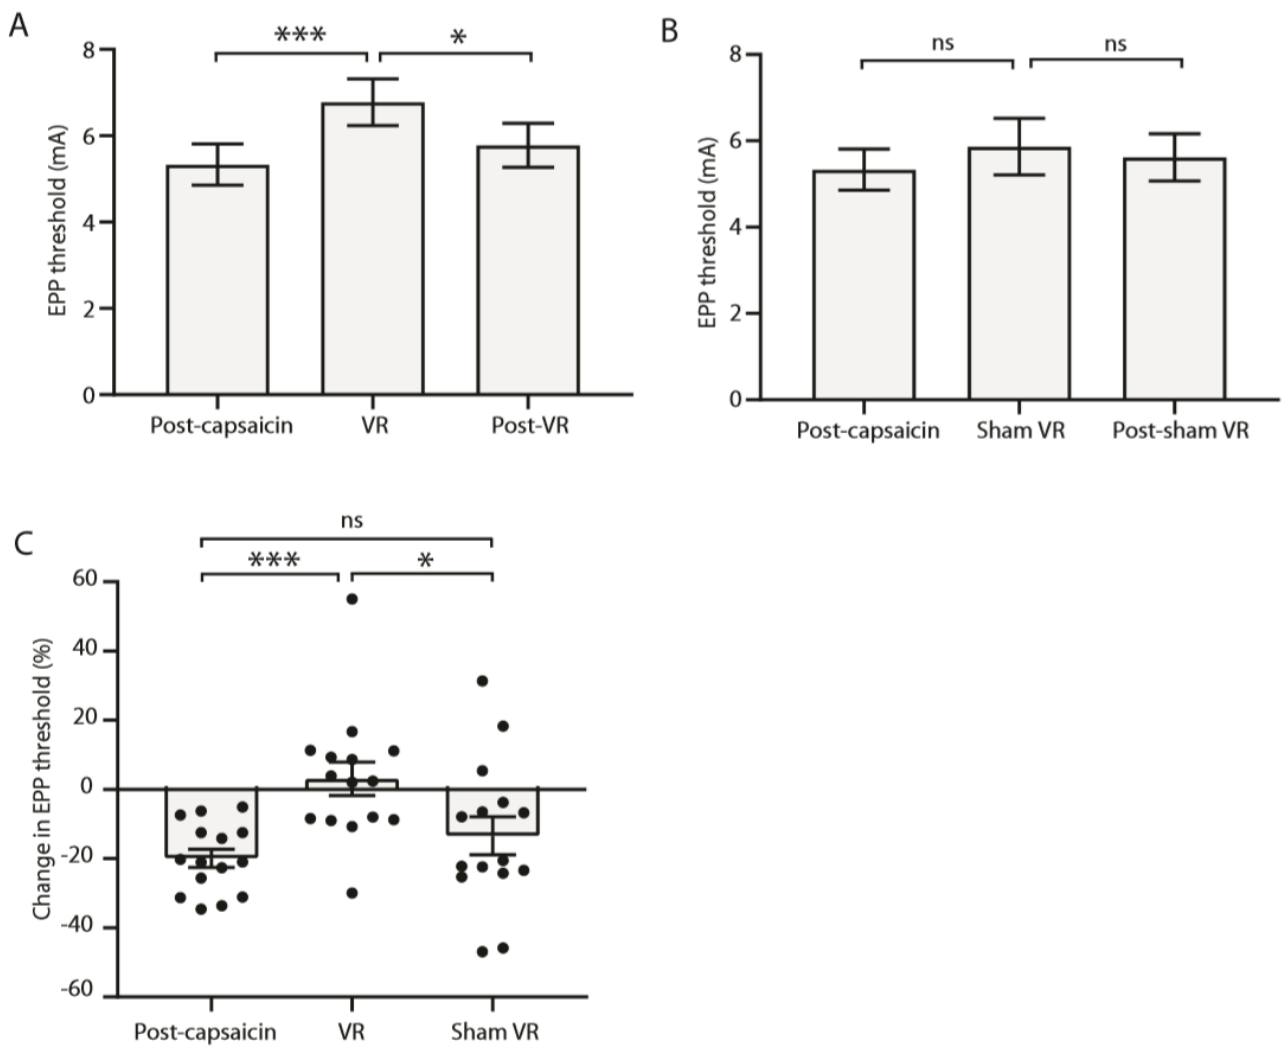 A
***
*
8
6
4
2
0
EPP threshold (mA)
Post-capsaicin
VR
Post-VR
B
ns
ns
8
6
4
2
0
EPP threshold (mA)
Post-capsaicin
Sham VR
Post-sham VR
C
ns
***
*
60
40
20
0
-20
-40
-60
Change in EPP threshold (%)
Post-capsaicin
VR
Sham VR